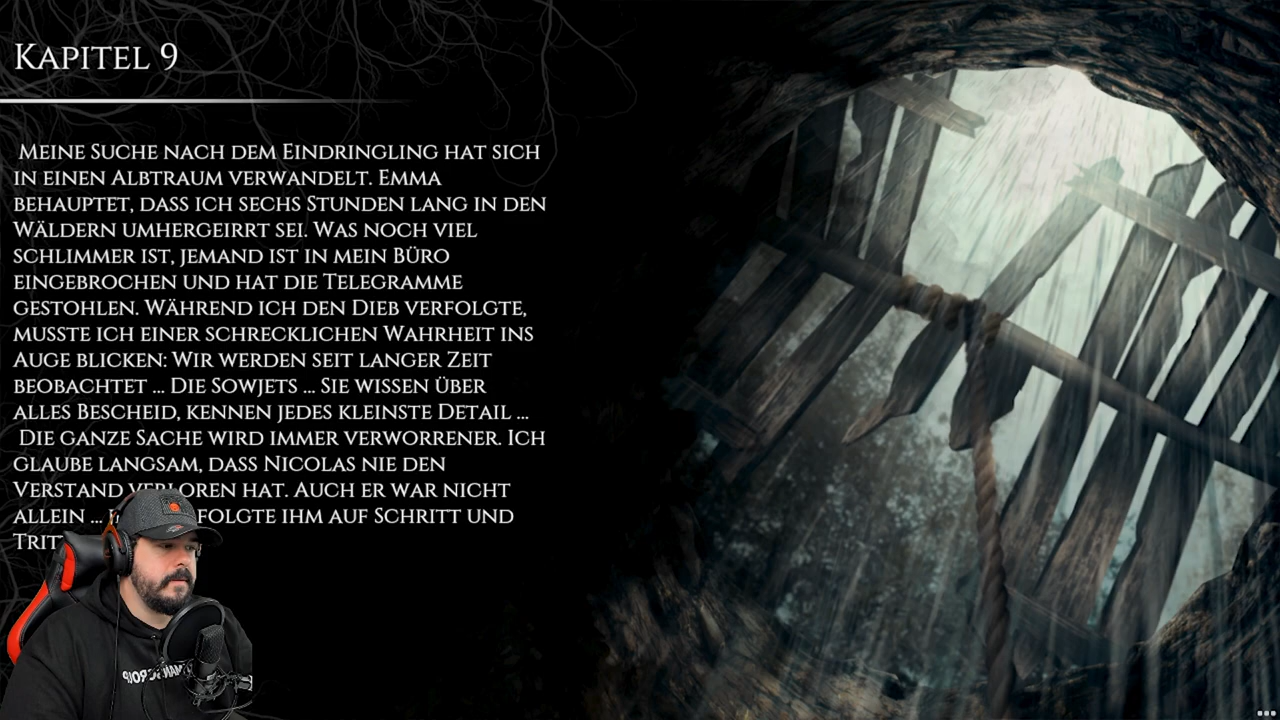 Kapitel 9
Meine Suche nach dem Eindringling hat sich
in einen Albtraum verwandelt. Emma
behauptet, dass ich sechs Stunden lang in den
Wäldern umhergeirrt sei. Was noch viel
schlimmer ist, jemand ist in mein Büro
eingebrochen und hat die Telegramme
gestohlen. Während ich den Dieb verfolgte,
musste ich einer schrecklichen Wahrheit ins
Auge blicken: Wir werden seit langer Zeit
beobachtet ... Die Sowjets ... Sie wissen über
alles Bescheid, kennen jedes kleinste Detail ...
Die ganze Sache wird immer verworrener. Ich
glaube langsam, dass Nicolas nie den
Verstand verloren hat. Auch er war nicht
allein ... folgte ihm auf Schritt und